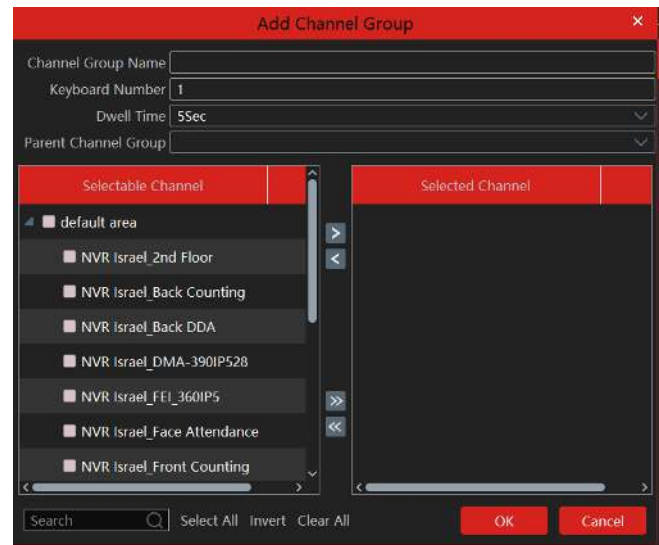 Add Channel Group
Channel Group Name
Keyboard Number 1
Dwell Time 5Sec
Parent Channel Group
Selectable Channel
Selected Channel
default area
NVR Israel_2nd Floor
NVR Israel_Back Counting
NVR Israel_Back DDA
NVR Israel_DMA-390IP528
NVR Israel_FEI_360IP5
NVR Israel_Face Attendance
NVR Israel_Front Counting
Search Select All Invert Clear All OK Cancel